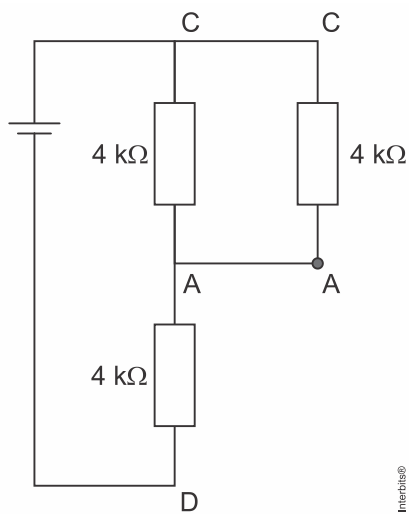 C C
4 kΩ 4 kΩ
A A
4 kΩ
D
Interbits®